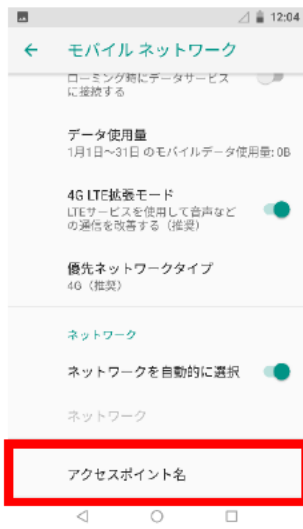 12:04
モバイル ネットワーク
ローミング時にデータサービス
に接続する
データ使用量
1月1日～31日 のモバイルデータ使用量: 0B
4G LTE拡張モード
LTEサービスを使用して音声など
の通信を改善する（推奨）
優先ネットワークタイプ
4G（推奨）
ネットワーク
ネットワークを自動的に選択
ネットワーク
アクセスポイント名